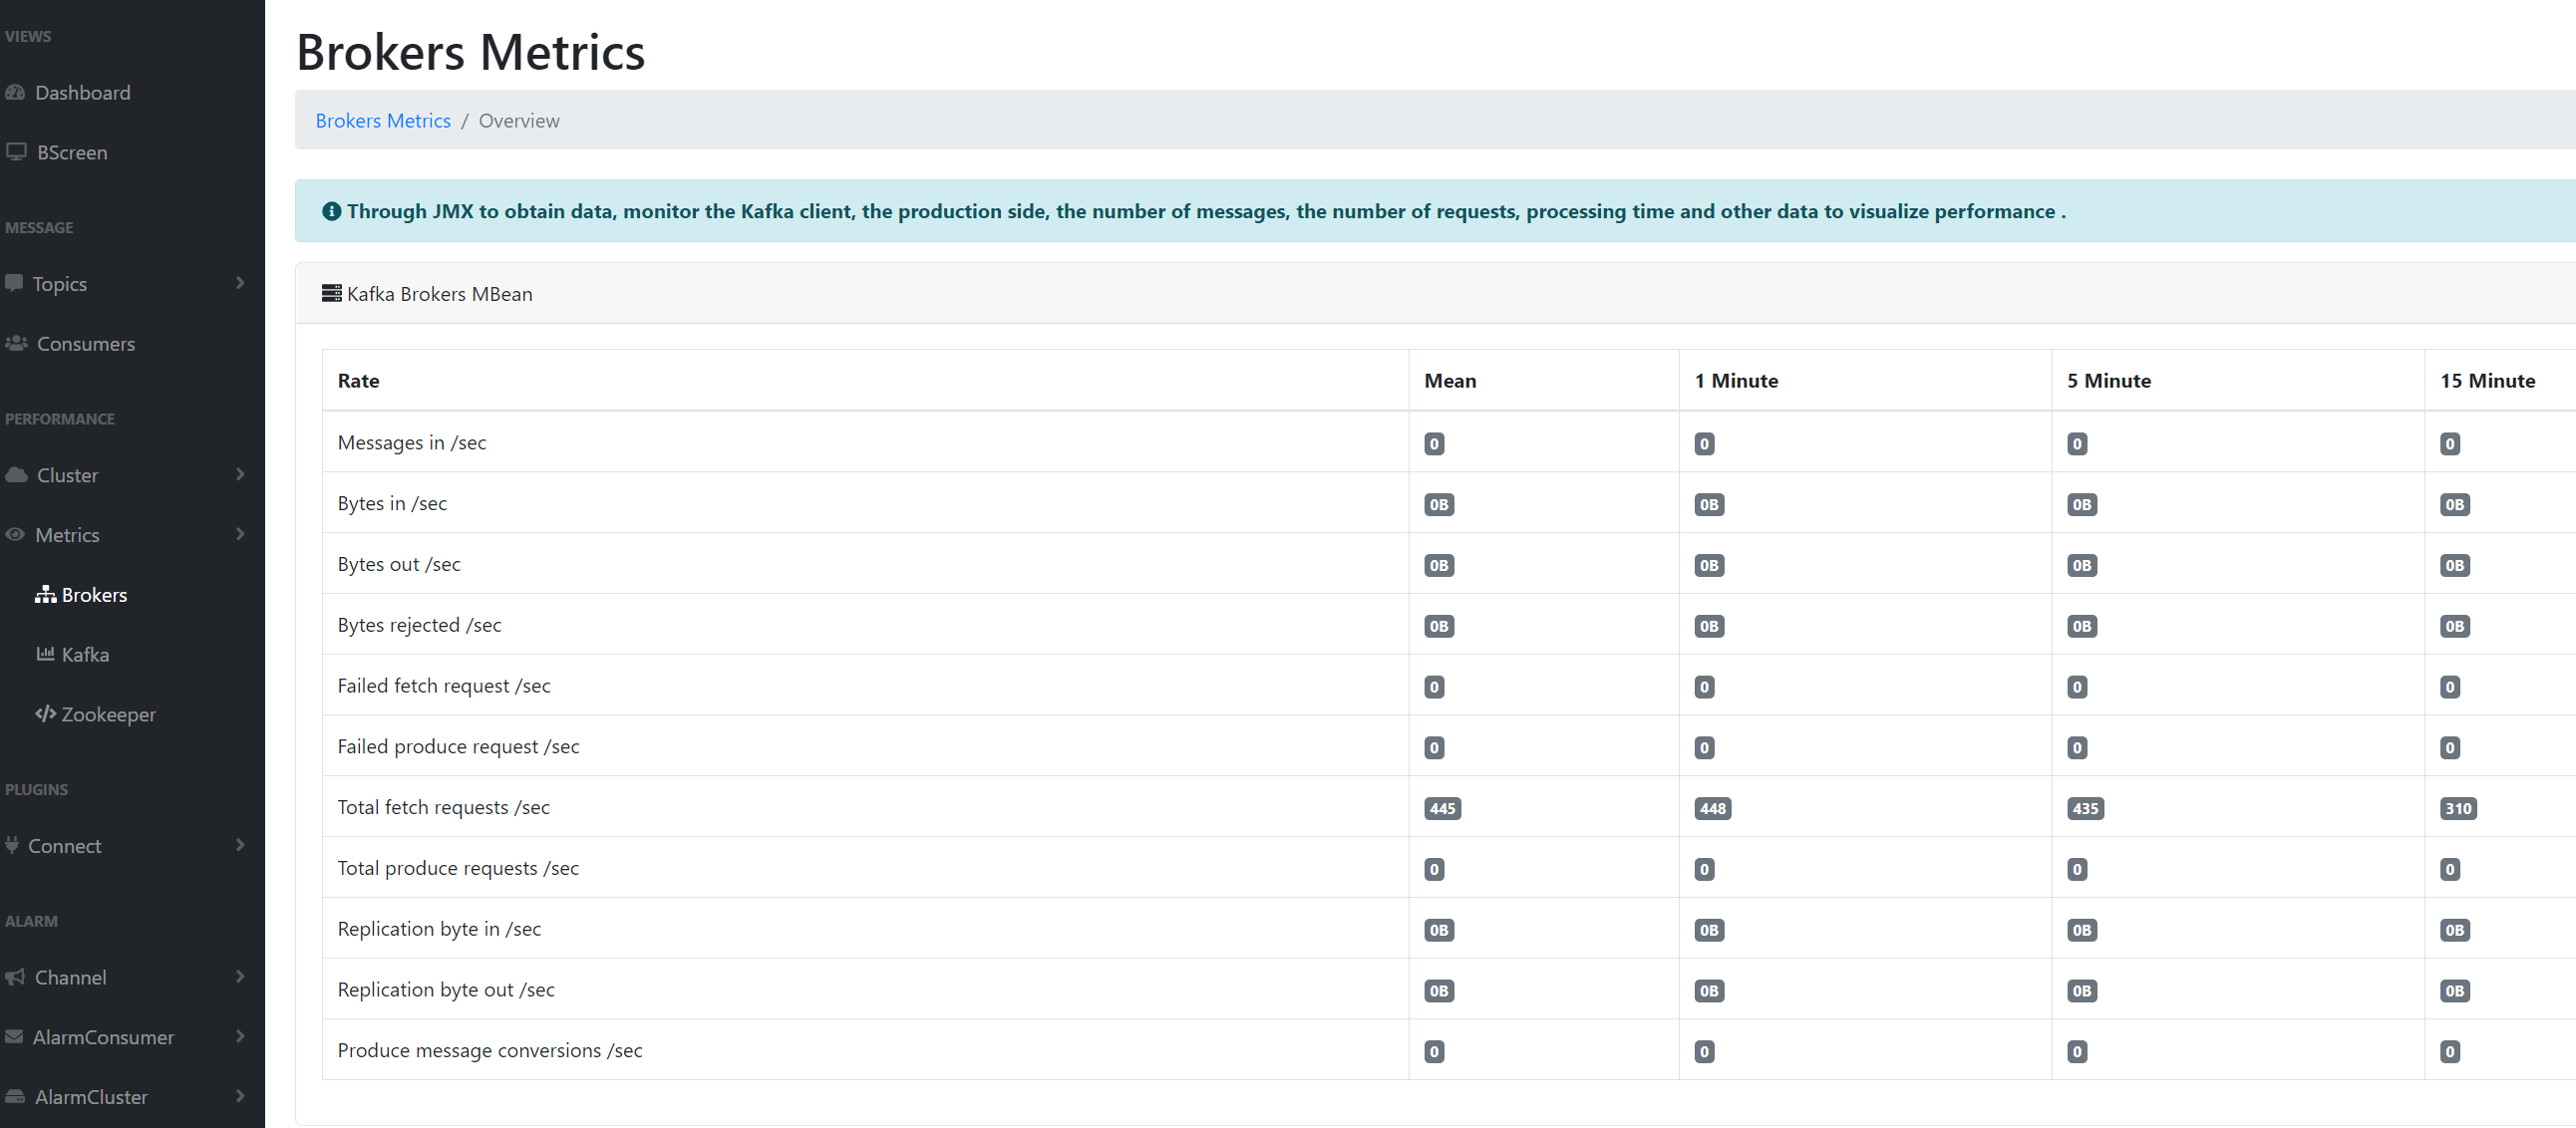 VIEWS
Dashboard
BScreen
MESSAGE
Topics
Consumers
PERFORMANCE
Cluster
Metrics
Brokers
Kafka
Zookeeper
PLUGINS
Connect
ALARM
Channel
AlarmConsumer
AlarmCluster
Brokers Metrics
Brokers Metrics / Overview
Through JMX to obtain data, monitor the Kafka client, the production side, the number of messages, the number of requests, processing time and other data to visualize performance .
Kafka Brokers MBean
Rate Mean 1 Minute 5 Minute 15 Minute
Messages in /sec 0 0 0 0
Bytes in /sec 0B 0B 0B 0B
Bytes out /sec 0B 0B 0B 0B
Bytes rejected /sec 0B 0B 0B 0B
Failed fetch request /sec 0 0 0 0
Failed produce request /sec 0 0 0 0
Total fetch requests /sec 445 448 435 310
Total produce requests /sec 0 0 0 0
Replication byte in /sec 0B 0B 0B 0B
Replication byte out /sec 0B 0B 0B 0B
Produce message conversions /sec 0 0 0 0